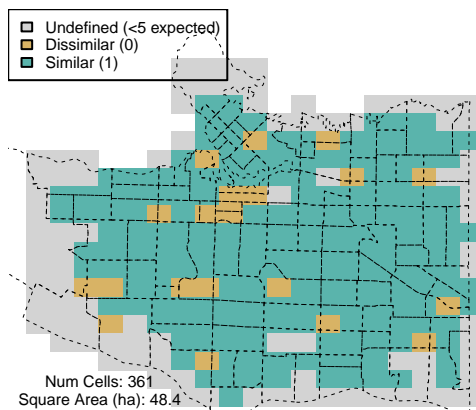 Undefined (<5 expected)
Dissimilar (0)
Similar (1)
Num Cells: 361
Square Area (ha): 48.4